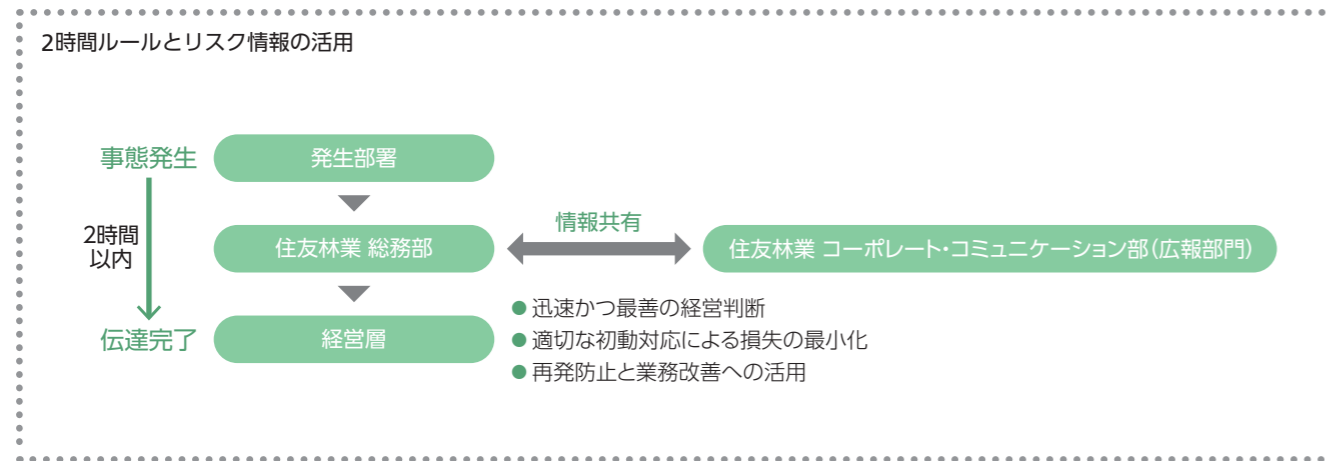 2時間ルールとリスク情報の活用
事態発生
発生部署
2時間
以内
住友林業 総務部
情報共有
住友林業 コーポレート・コミュニケーション部(広報部門)
伝達完了
経営層
● 迅速かつ最善の経営判断
● 適切な初動対応による損失の最小化
● 再発防止と業務改善への活用